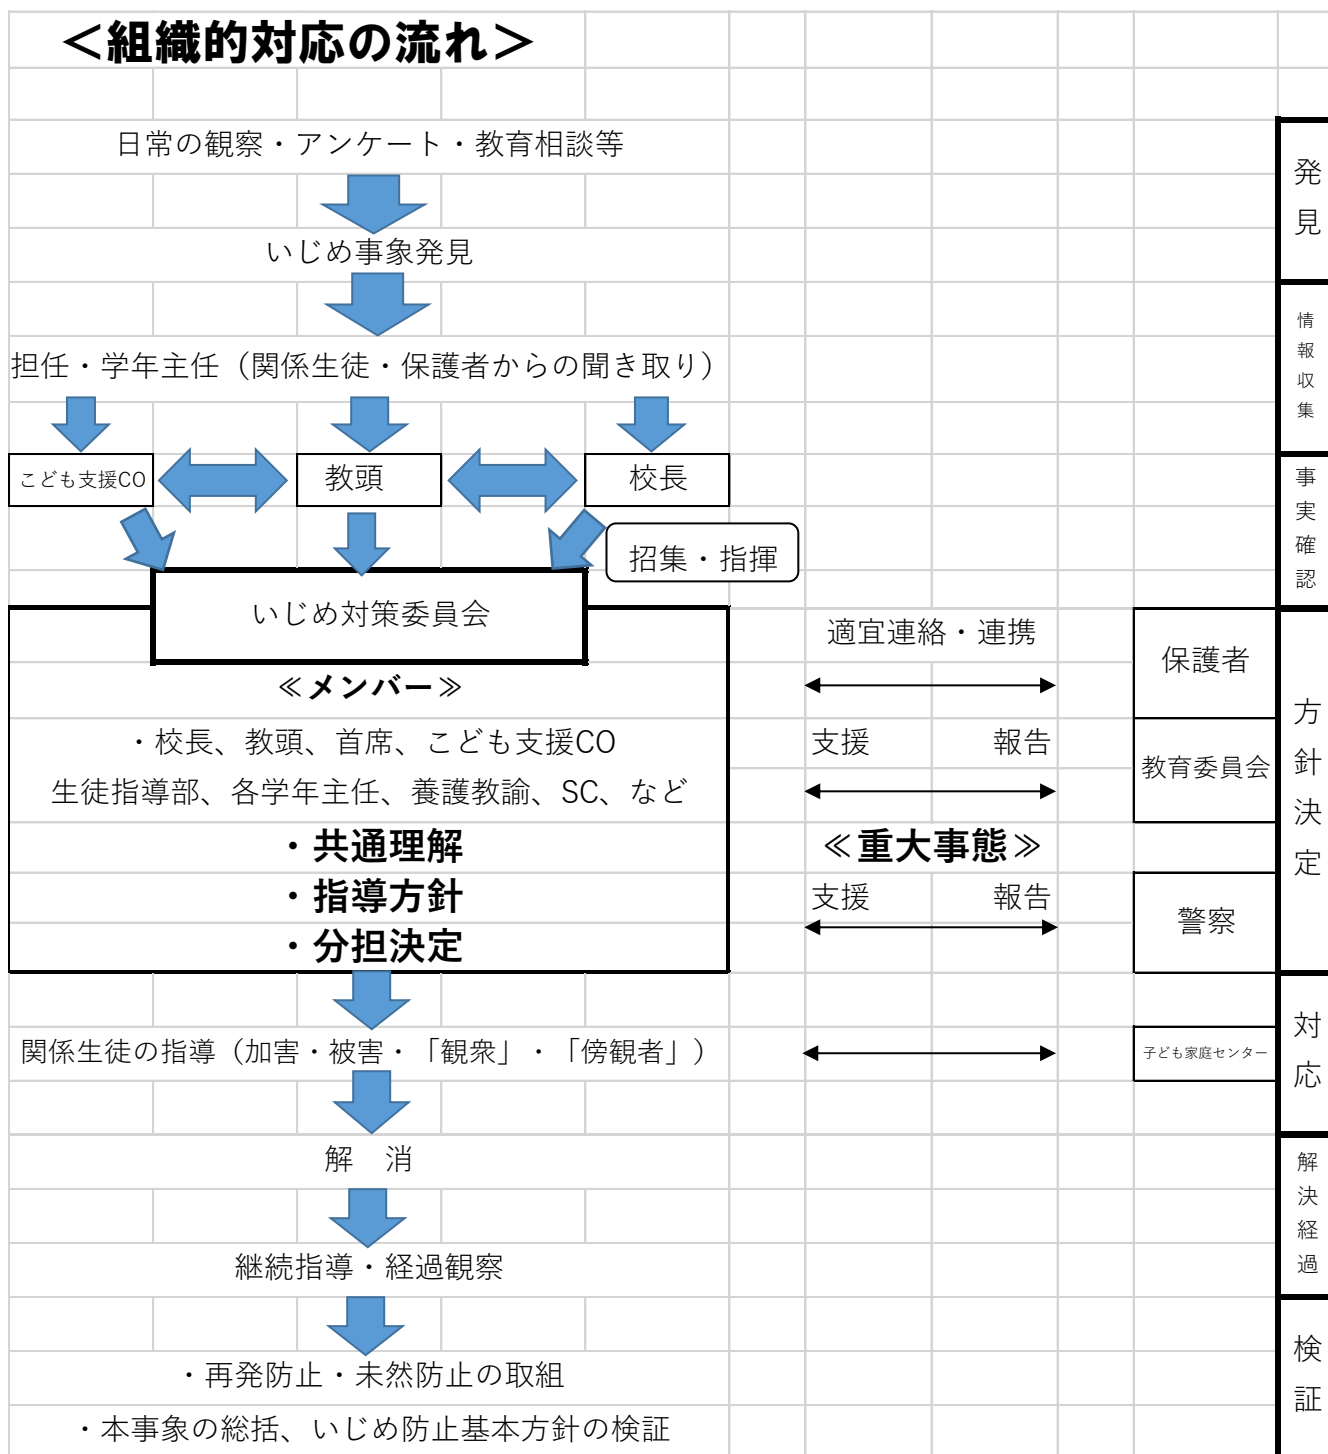 ＜組織的対応の流れ＞
日常の観察・アンケート・教育相談等
いじめ事象発見
担任・学年主任（関係生徒・保護者からの聞き取り）
こども支援CO
教頭
校長
招集・指揮
いじめ対策委員会
≪メンバー≫
・校長、教頭、首席、こども支援CO
生徒指導部、各学年主任、養護教諭、SC、など
・共通理解
・指導方針
・分担決定
適宜連絡・連携
保護者
支援 報告
教育委員会
≪重大事態≫
支援 報告
警察
関係生徒の指導（加害・被害・「観衆」・「傍観者」）
子ども家庭センター
解　消
継続指導・経過観察
・再発防止・未然防止の取組
・本事象の総括、いじめ防止基本方針の検証
発見
情報収集
事実確認
方針決定
対応
解決経過
検証